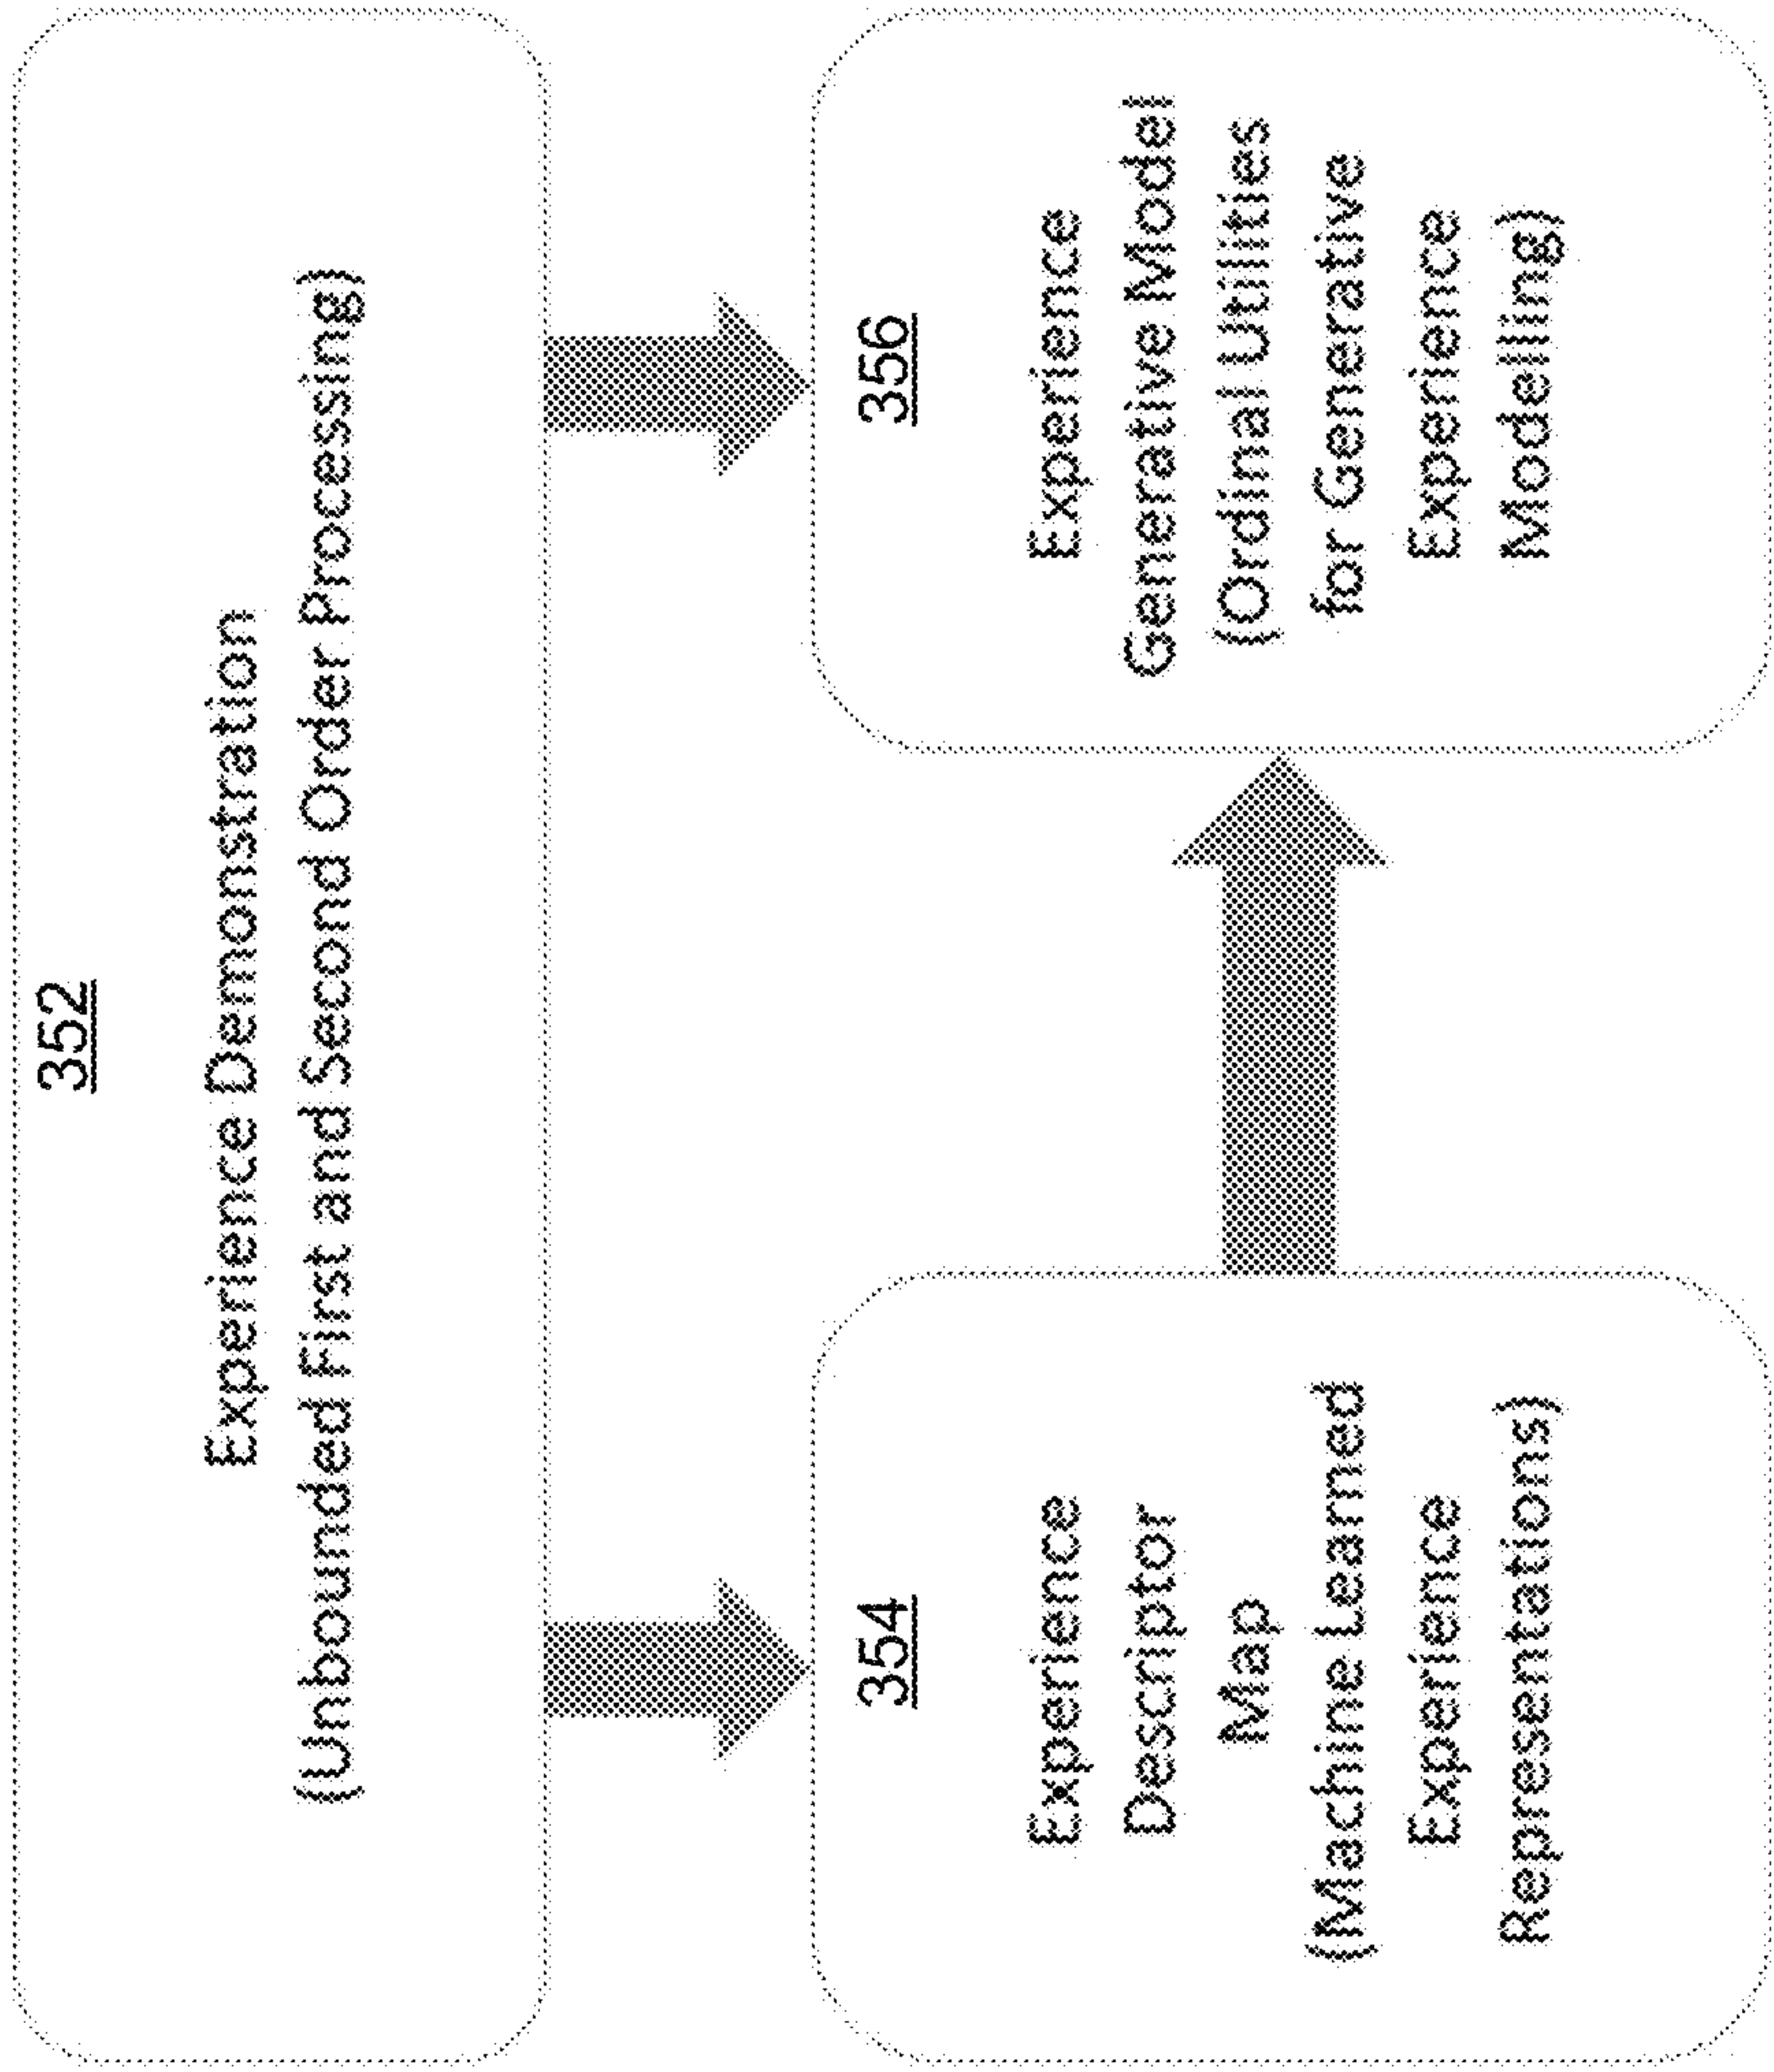 352
Experience Demonstration
(Unbounded First and Second Order Processing)
354
Experience
Descriptor
Map
(Machine Learned
Experience
Representations)
356
Experience
Generative Model
(Ordinal Utilities
for Generative
Experience
Modelling)